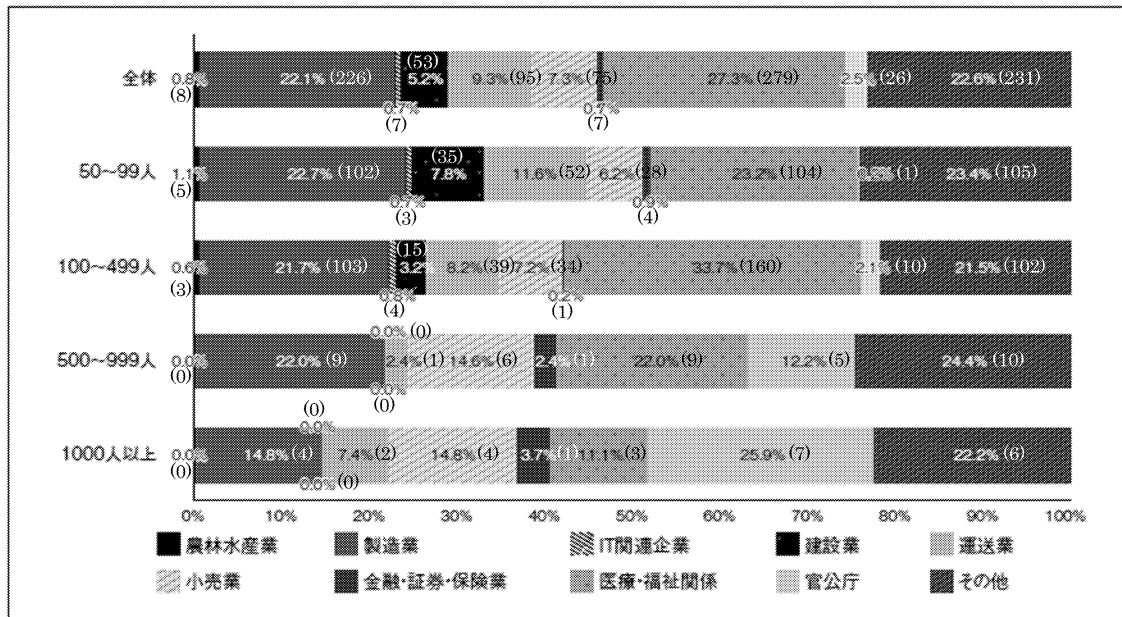 全体 0.8% (8) 22.1% (226) 0.7% (7) 5.2% (53) 9.3% (95) 7.3% (75) 0.7% (7) 27.3% (279) 2.5% (26) 22.6% (231)
50～99人 1.1% (5) 22.7% (102) 0.7% (3) 7.8% (35) 11.6% (52) 6.2% (28) 0.9% (4) 23.2% (104) 0.2% (1) 23.4% (105)
100～499人 0.6% (3) 21.7% (103) 0.8% (4) 3.2% (15) 8.2% (39) 7.2% (34) 0.2% (1) 33.7% (160) 2.1% (10) 21.5% (102)
500～999人 0.0% (0) 22.0% (9) 0.0% (0) 0.0% (0) 2.4% (1) 14.6% (6) 2.4% (1) 22.0% (9) 12.2% (5) 24.4% (10)
1000人以上 0.0% (0) 14.8% (4) 0.0% (0) 0.0% (0) 7.4% (2) 14.8% (4) 3.7% (1) 11.1% (3) 25.9% (7) 22.2% (6)
0% 10% 20% 30% 40% 50% 60% 70% 80% 90% 100%
農林水産業 製造業 IT関連企業 建設業 運送業
小売業 金融・証券・保険業 医療・福祉関係 官公庁 その他